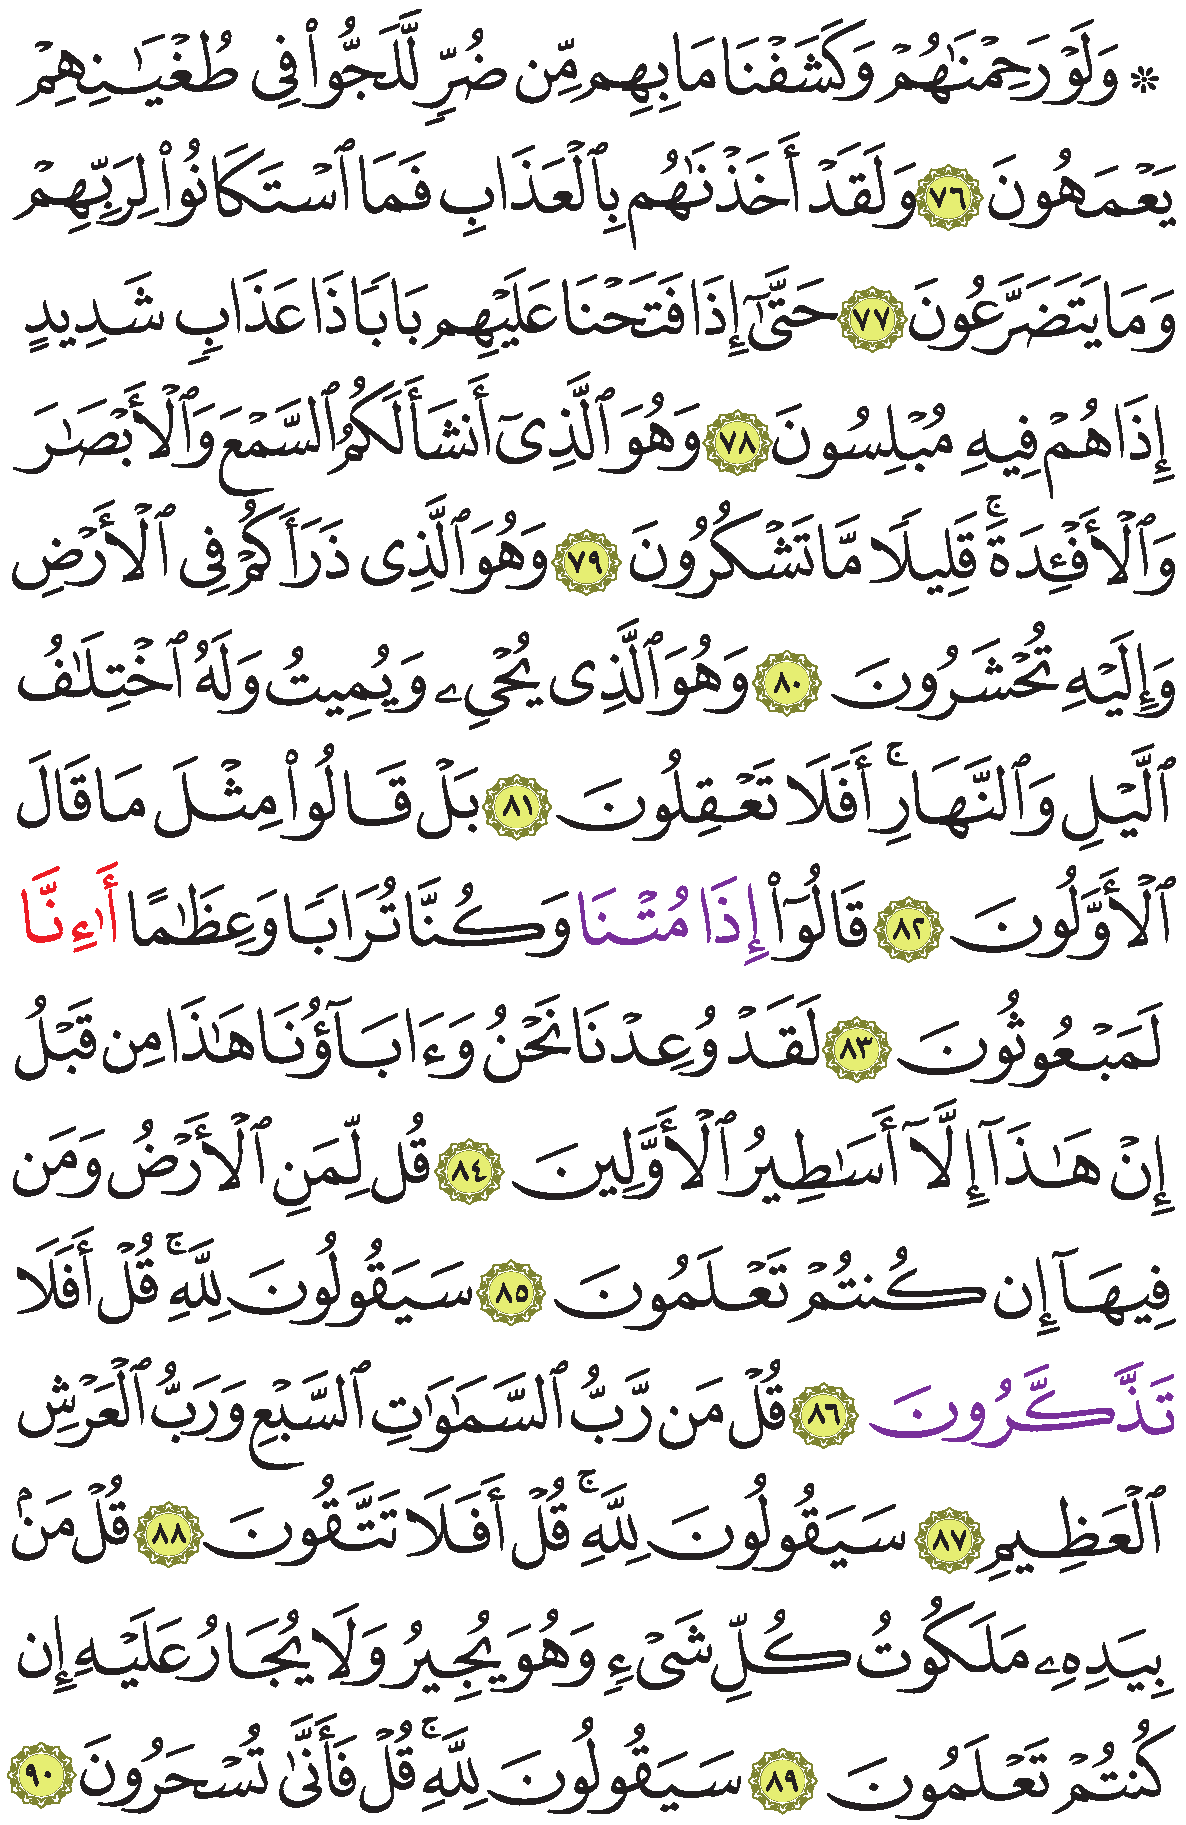 ۞ وَلَوْ رَحِمْنَٰهُمْ وَكَشَفْنَا مَا بِهِم مِّن ضُرٍّ لَّلَجُّواْ فِى طُغْيَٰنِهِمْ
يَعْمَهُونَ ٧٦ وَلَقَدْ أَخَذْنَٰهُم بِٱلْعَذَابِ فَمَا ٱسْتَكَانُواْ لِرَبِّهِمْ
وَمَا يَتَضَرَّعُونَ ٧٧ حَتَّىٰٓ إِذَا فَتَحْنَا عَلَيْهِم بَابًا ذَا عَذَابٍ شَدِيدٍ
إِذَا هُمْ فِيهِ مُبْلِسُونَ ٧٨ وَهُوَ ٱلَّذِىٓ أَنشَأَ لَكُمُ ٱلسَّمْعَ وَٱلْأَبْصَٰرَ
وَٱلْأَفْـِٔدَةَۚ قَلِيلًا مَّا تَشْكُرُونَ ٧٩ وَهُوَ ٱلَّذِى ذَرَأَكُمْ فِى ٱلْأَرْضِ
وَإِلَيْهِ تُحْشَرُونَ ٨٠ وَهُوَ ٱلَّذِى يُحْىِۦ وَيُمِيتُ وَلَهُ ٱخْتِلَٰفُ
ٱلَّيْلِ وَٱلنَّهَارِۚ أَفَلَا تَعْقِلُونَ ٨١ بَلْ قَالُواْ مِثْلَ مَا قَالَ
ٱلْأَوَّلُونَ ٨٢ قَالُوٓاْ إِذَا مُتْنَا وَكُنَّا تُرَابًا وَعِظَٰمًا أَاءِنَّا
لَمَبْعُوثُونَ ٨٣ لَقَدْ وُعِدْنَا نَحْنُ وَءَابَآؤُنَا هَٰذَا مِن قَبْلُ
إِنْ هَٰذَآ إِلَّآ أَسَٰطِيرُ ٱلْأَوَّلِينَ ٨٤ قُل لِّمَنِ ٱلْأَرْضُ وَمَن
فِيهَآ إِن كُنتُمْ تَعْلَمُونَ ٨٥ سَيَقُولُونَ لِلَّهِۚ قُلْ أَفَلَا
تَذَّكَّرُونَ ٨٦ قُلْ مَن رَّبُّ ٱلسَّمَٰوَٰتِ ٱلسَّبْعِ وَرَبُّ ٱلْعَرْشِ
ٱلْعَظِيمِ ٨٧ سَيَقُولُونَ لِلَّهِۚ قُلْ أَفَلَا تَتَّقُونَ ٨٨ قُلْ مَنۢ
بِيَدِهِۦ مَلَكُوتُ كُلِّ شَىْءٍ وَهُوَ يُجِيرُ وَلَا يُجَارُ عَلَيْهِ إِن
كُنتُمْ تَعْلَمُونَ ٨٩ سَيَقُولُونَ لِلَّهِۚ قُلْ فَأَنَّىٰ تُسْحَرُونَ ٩٠